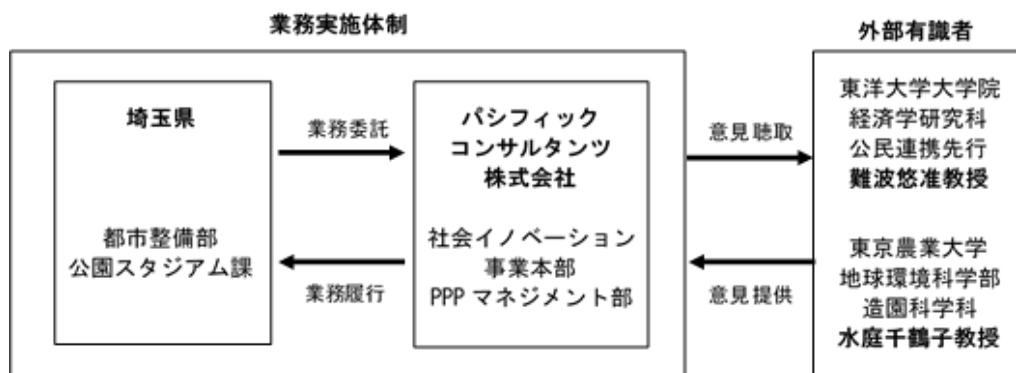 業務実施体制
埼玉県
都市整備部
公園スタジアム課
業務委託
業務履行
パシフィック
コンサルタンツ
株式会社
社会イノベーション
事業本部
PPP マネジメント部
意見聴取
意見提供
外部有識者
東洋大学大学院
経済学研究科
公民連携先行
難波悠准教授
東京農業大学
地球環境科学部
造園科学科
水庭千鶴子教授